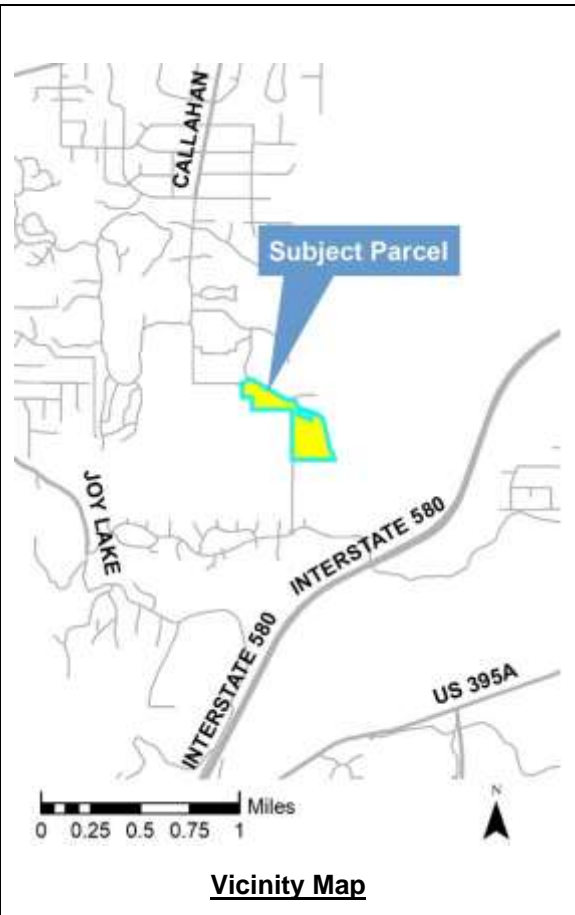 CALLAHAN
Subject Parcel
JOY LAKE
INTERSTATE 580
INTERSTATE 580
US 395A
Miles
0 0.25 0.5 0.75 1
N
Vicinity Map